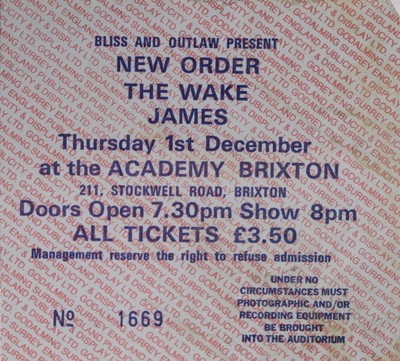 BLISS AND OUTLAW PRESENT
NEW ORDER
THE WAKE
JAMES
Thursday 1st December
at the ACADEMY BRIXTON
211, STOCKWELL ROAD, BRIXTON
Doors Open 7.30pm Show 8pm
ALL TICKETS £3.50
Management reserve the right to refuse admission
UNDER NO
CIRCUMSTANCES MUST
PHOTOGRAPHIC AND/OR
RECORDING EQUIPMENT
BE BROUGHT
INTO THE AUDITORIUM
Nº 1669